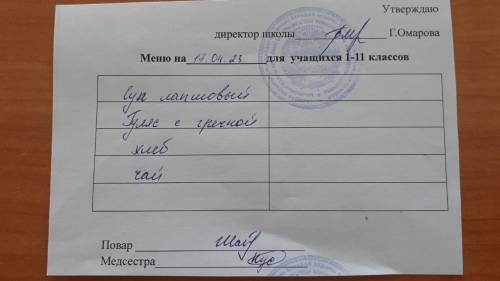 Утверждаю
директор школы Г.Омарова
Меню на 17.04.23 для учащихся 1-11 классов
Суп лапшовый
Гуляс с гречкой
хлеб
чай
Повар
Медсестра